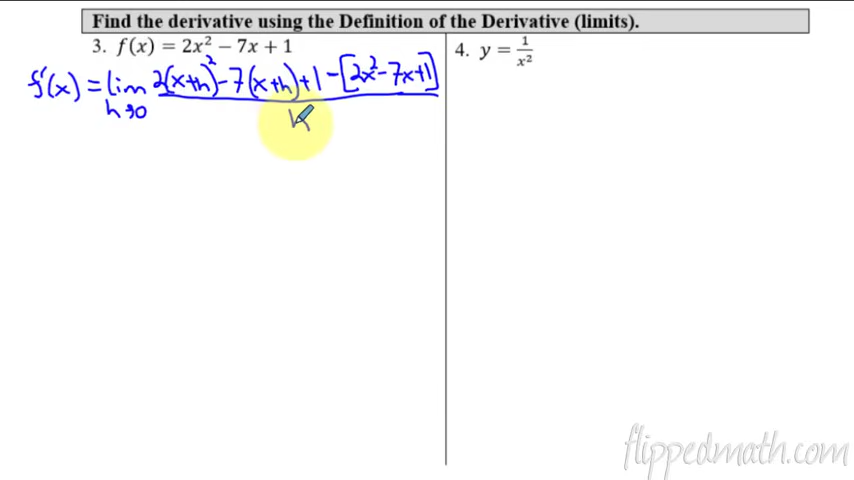 Find the derivative using the Definition of the Derivative (limits).
3. f(x) = 2x² − 7x + 1
f'(x) = lim h→0 2(x+h)² − 7(x+h) + 1 − [2x² − 7x + 1] / h
4. y = 1/x²
flippedmath.com